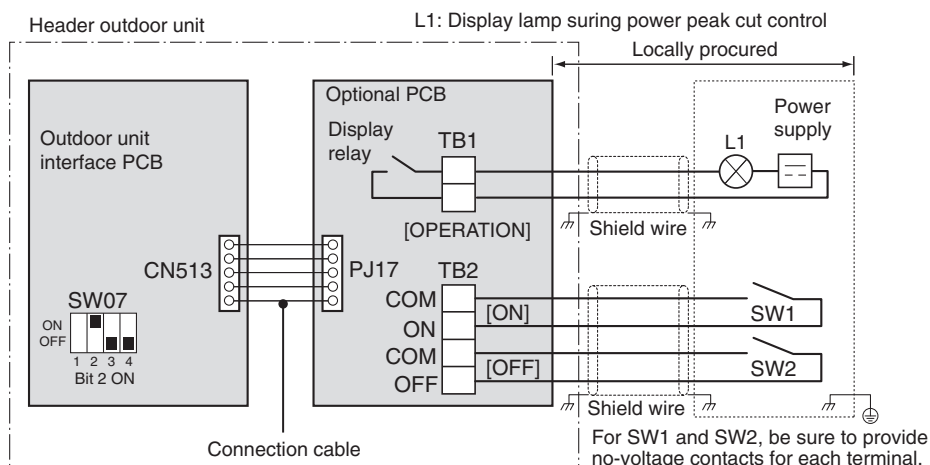 Header outdoor unit
L1: Display lamp suring power peak cut control
Locally procured
Optional PCB
Outdoor unit
interface PCB
Display
relay
TB1
L1
Power
supply
[OPERATION]
Shield wire
CN513
PJ17
TB2
SW07
ON
OFF
1 2 3 4
Bit 2 ON
COM
ON
COM
OFF
[ON]
[OFF]
SW1
SW2
Shield wire
Connection cable
For SW1 and SW2, be sure to provide
no-voltage contacts for each terminal.